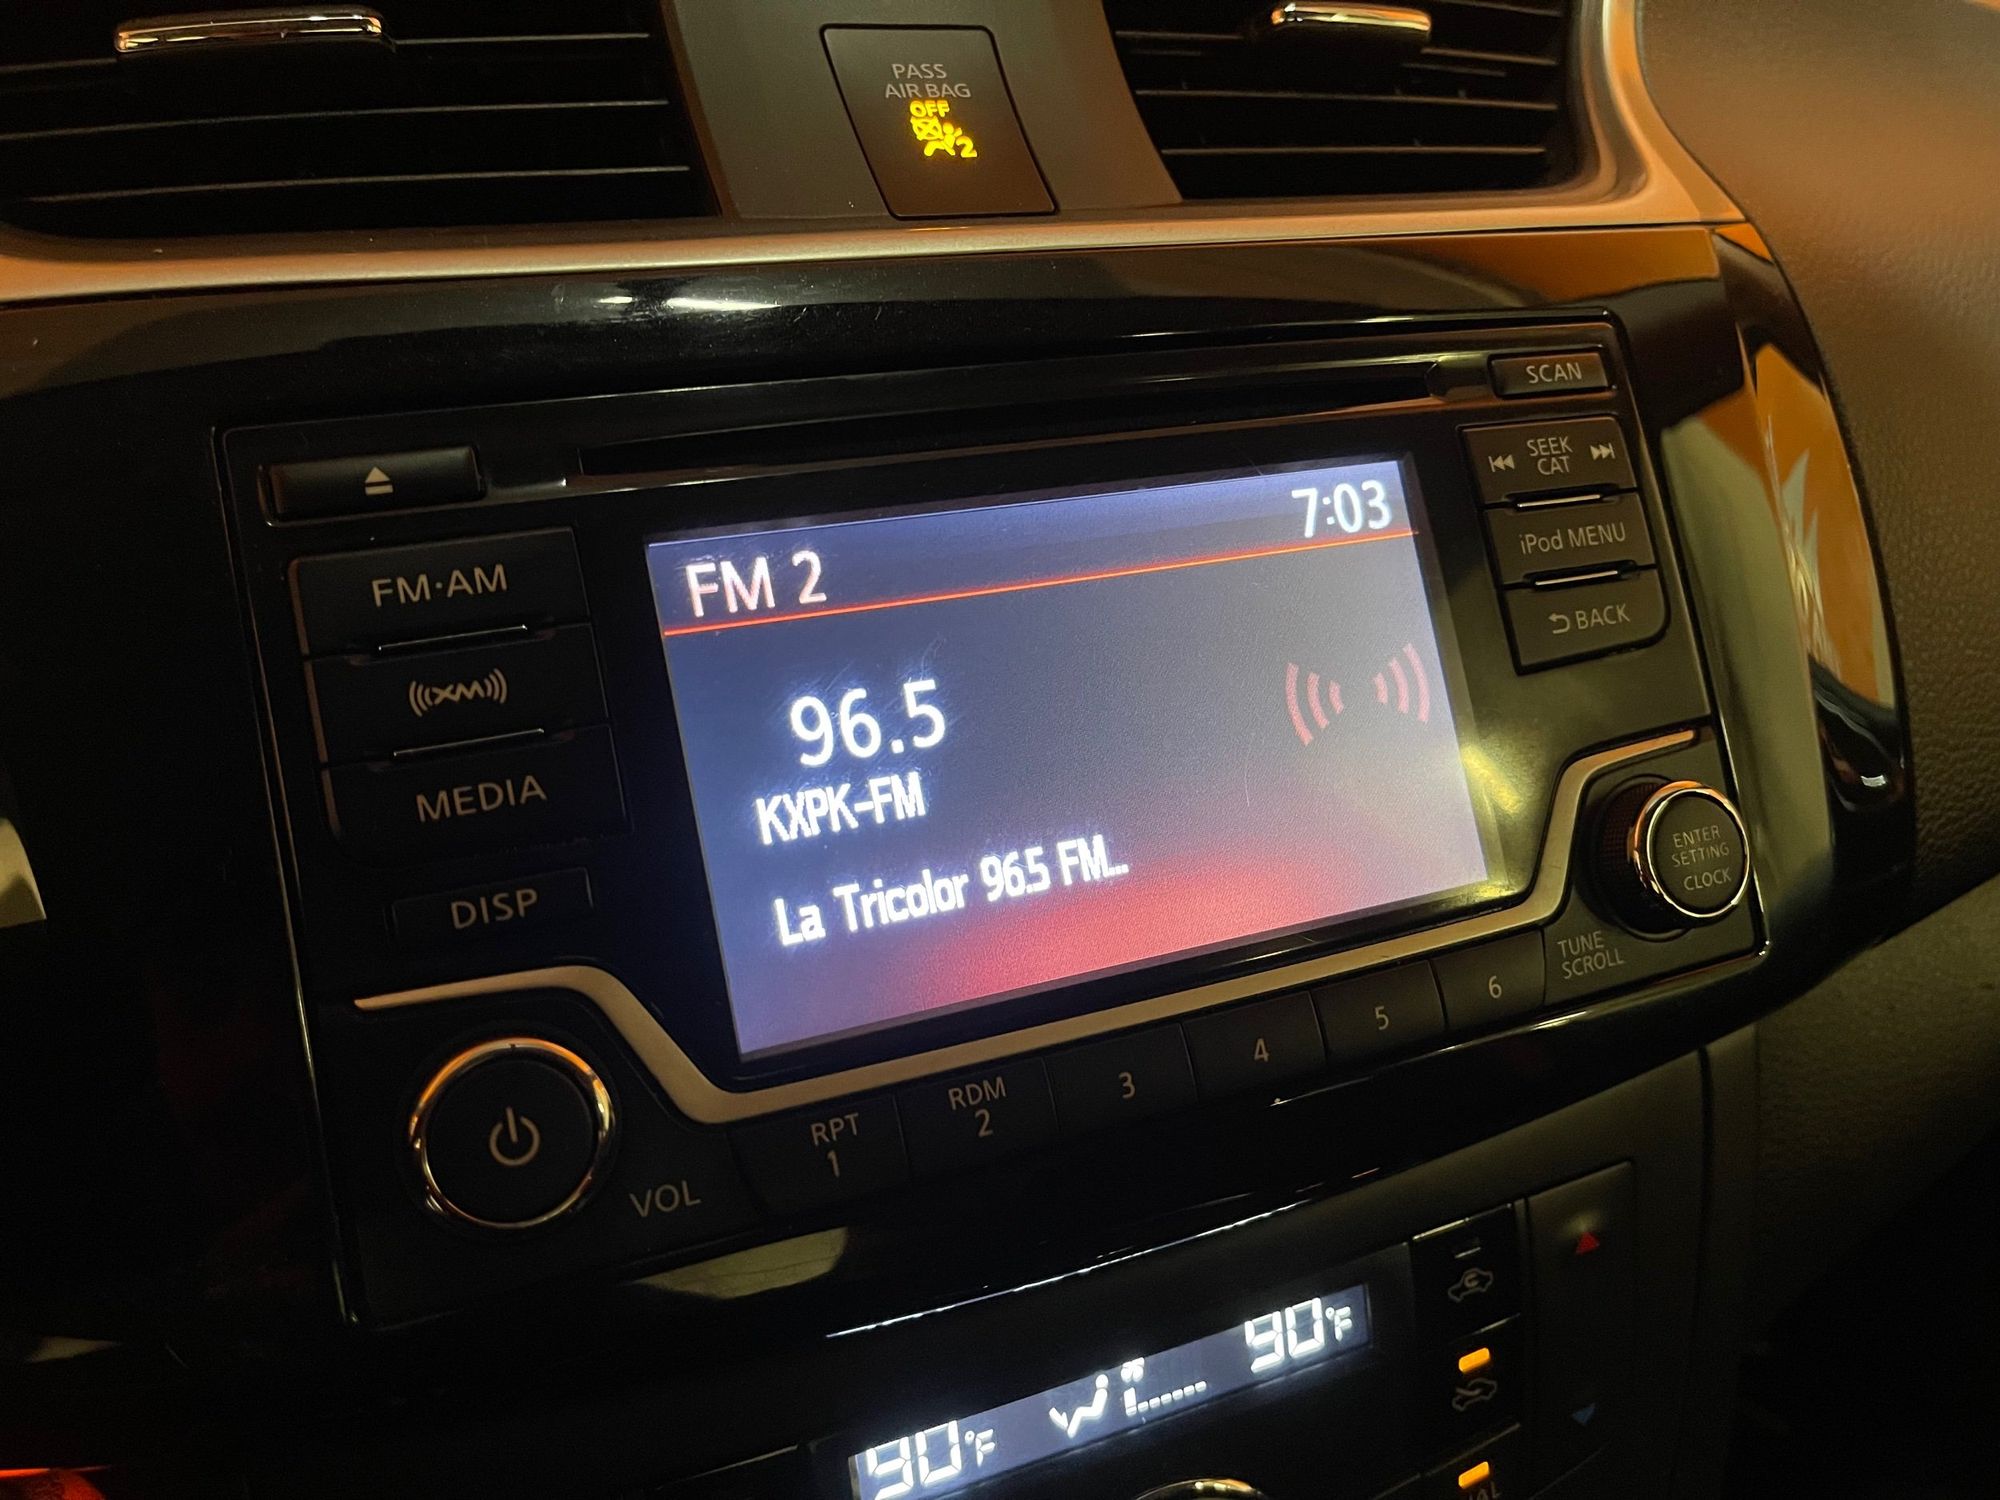 PASS
AIR BAG
OFF
2
SCAN
SEEK
CAT
iPod MENU
BACK
FM·AM
XM
MEDIA
DISP
7:03
FM 2
96.5
KXPK-FM
La Tricolor 96.5 FM...
ENTER
SETTING
CLOCK
TUNE
SCROLL
VOL
RPT
1
RDM
2
3
4
5
6
90°F
90°F